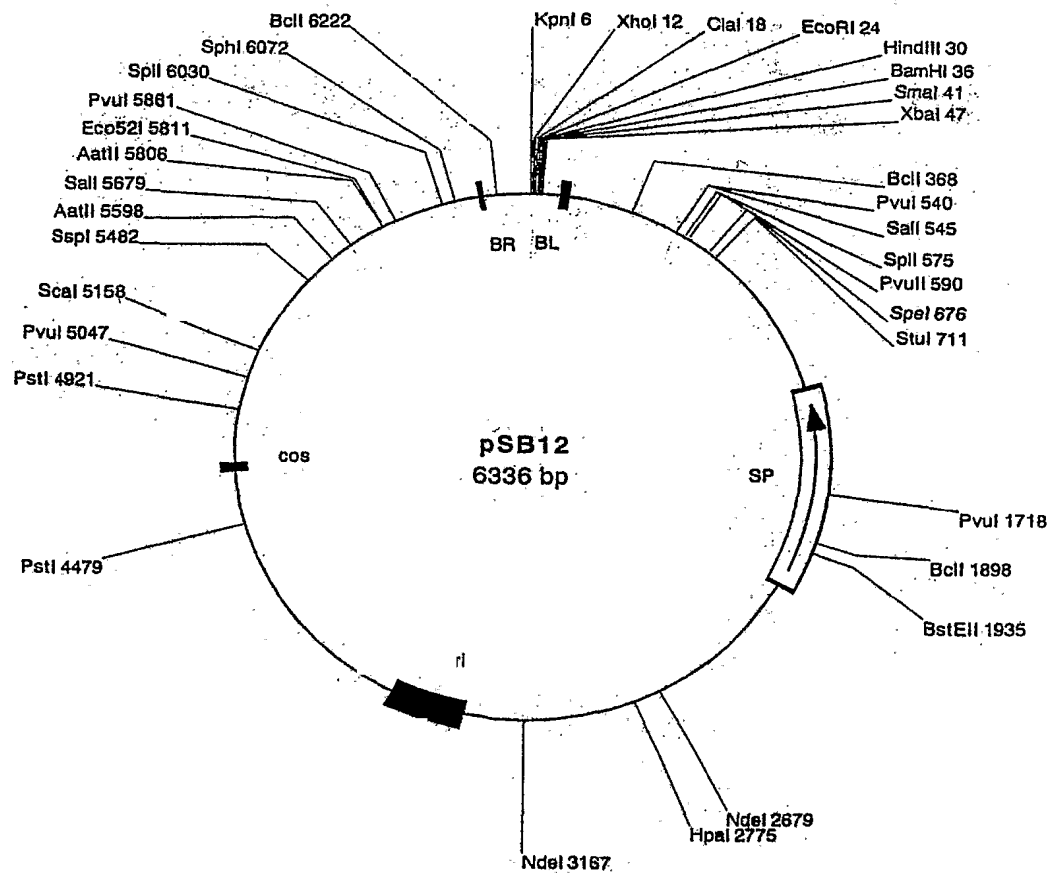 BclI 6222
SphI 6072
SplI 6030
PvuI 5861
Eco52I 5811
AatII 5806
SalI 5679
AatII 5598
SspI 5482
ScaI 5158
PvuI 5047
PstI 4921
PstI 4479
KpnI 6
XhoI 12
ClaI 18
EcoRI 24
HindIII 30
BamHI 36
SmaI 41
XbaI 47
BclI 368
PvuI 540
SalI 545
SplI 575
PvuII 590
SpeI 676
StuI 711
BR
BL
cos
pSB12
6336 bp
SP
PvuI 1718
BclI 1898
BstEII 1935
ri
NdeI 2679
HpaI 2775
NdeI 3167